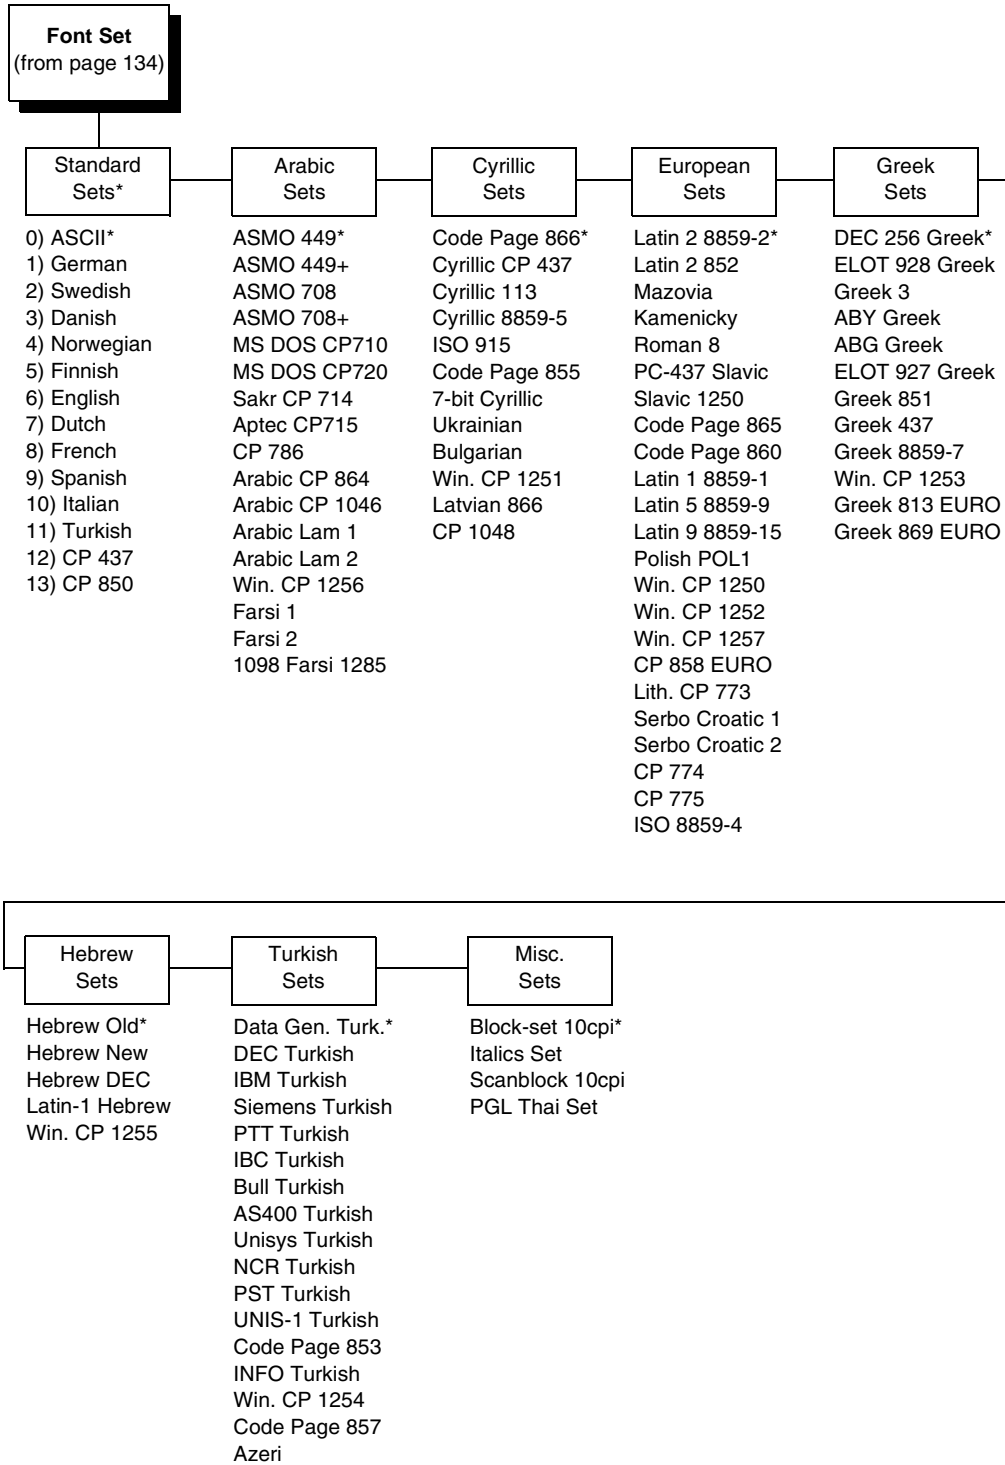 Font Set
(from page 134)
Standard
Sets*
0) ASCII*
1) German
2) Swedish
3) Danish
4) Norwegian
5) Finnish
6) English
7) Dutch
8) French
9) Spanish
10) Italian
11) Turkish
12) CP 437
13) CP 850
Arabic
Sets
ASMO 449*
ASMO 449+
ASMO 708
ASMO 708+
MS DOS CP710
MS DOS CP720
Sakr CP 714
Aptec CP715
CP 786
Arabic CP 864
Arabic CP 1046
Arabic Lam 1
Arabic Lam 2
Win. CP 1256
Farsi 1
Farsi 2
1098 Farsi 1285
Cyrillic
Sets
Code Page 866*
Cyrillic CP 437
Cyrillic 113
Cyrillic 8859-5
ISO 915
Code Page 855
7-bit Cyrillic
Ukrainian
Bulgarian
Win. CP 1251
Latvian 866
CP 1048
European
Sets
Latin 2 8859-2*
Latin 2 852
Mazovia
Kamenicky
Roman 8
PC-437 Slavic
Slavic 1250
Code Page 865
Code Page 860
Latin 1 8859-1
Latin 5 8859-9
Latin 9 8859-15
Polish POL1
Win. CP 1250
Win. CP 1252
Win. CP 1257
CP 858 EURO
Lith. CP 773
Serbo Croatic 1
Serbo Croatic 2
CP 774
CP 775
ISO 8859-4
Greek
Sets
DEC 256 Greek*
ELOT 928 Greek
Greek 3
ABY Greek
ABG Greek
ELOT 927 Greek
Greek 851
Greek 437
Greek 8859-7
Win. CP 1253
Greek 813 EURO
Greek 869 EURO
Hebrew
Sets
Hebrew Old*
Hebrew New
Hebrew DEC
Latin-1 Hebrew
Win. CP 1255
Turkish
Sets
Data Gen. Turk.*
DEC Turkish
IBM Turkish
Siemens Turkish
PTT Turkish
IBC Turkish
Bull Turkish
AS400 Turkish
Unisys Turkish
NCR Turkish
PST Turkish
UNIS-1 Turkish
Code Page 853
INFO Turkish
Win. CP 1254
Code Page 857
Azeri
Misc.
Sets
Block-set 10cpi*
Italics Set
Scanblock 10cpi
PGL Thai Set